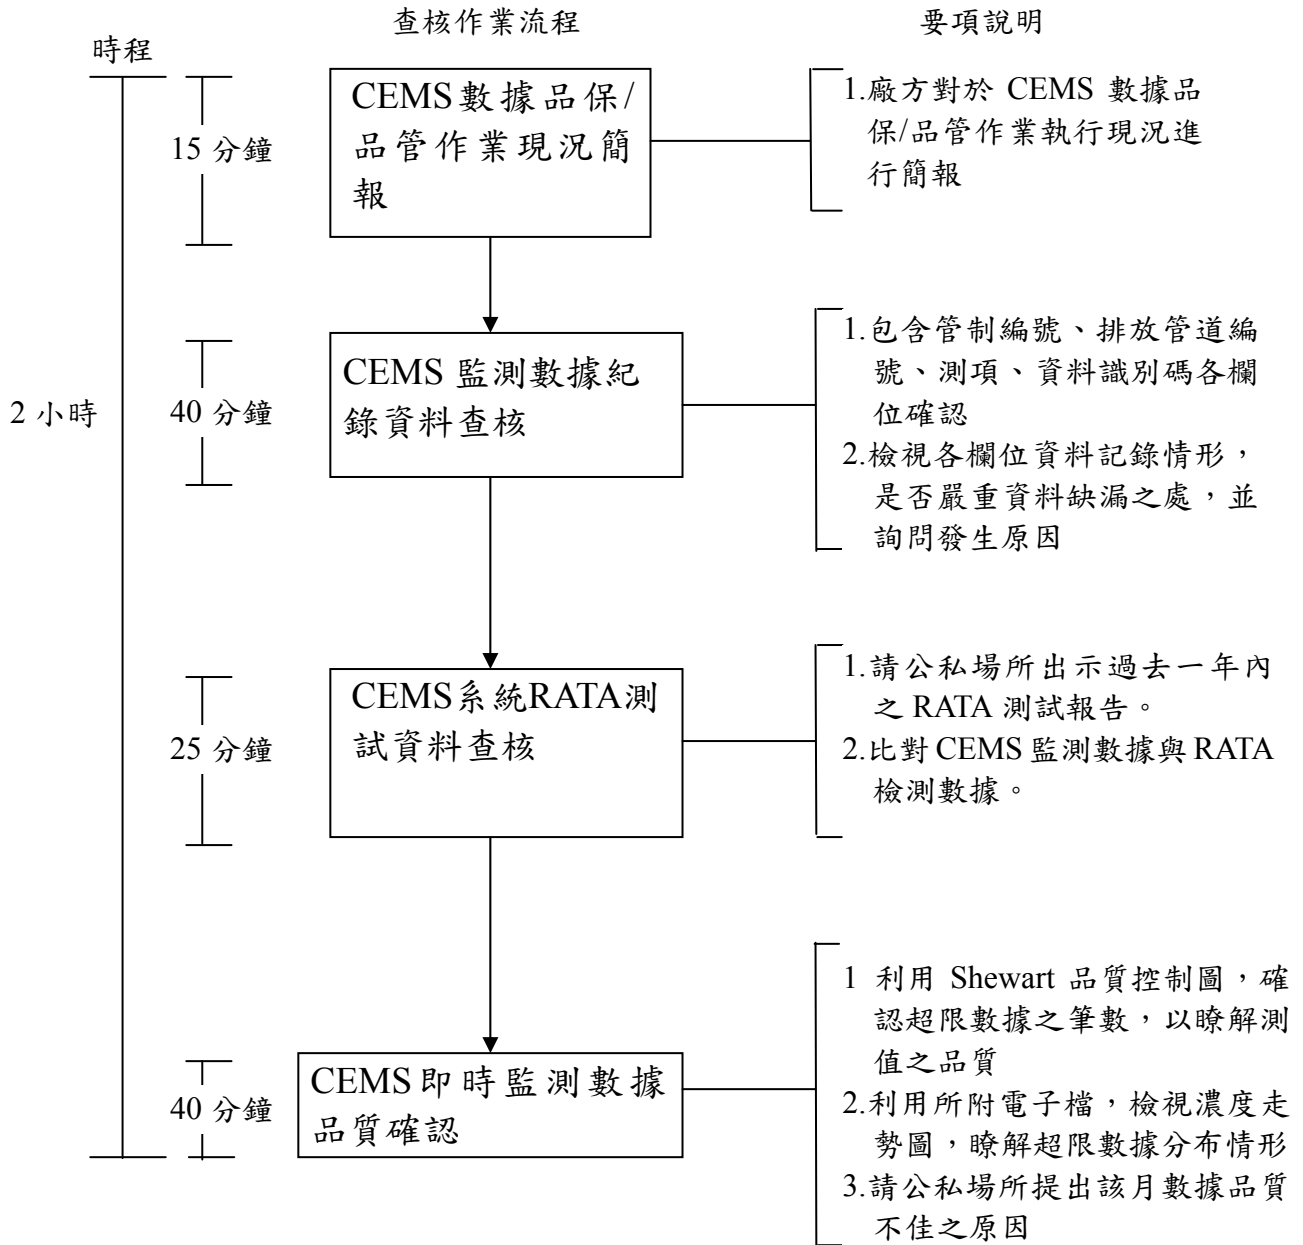 查核作業流程
要項說明
時程
2 小時
15 分鐘
CEMS 數據品保/
品管作業現況簡
報
1.廠方對於 CEMS 數據品
保/品管作業執行現況進
行簡報
40 分鐘
CEMS 監測數據紀
錄資料查核
1.包含管制編號、排放管道編
號、測項、資料識別碼各欄
位確認
2.檢視各欄位資料記錄情形，
是否嚴重資料缺漏之處，並
詢問發生原因
25 分鐘
CEMS系統RATA測
試資料查核
1.請公私場所出示過去一年內
之 RATA 測試報告。
2.比對 CEMS 監測數據與 RATA
檢測數據。
40 分鐘
CEMS 即時監測數據
品質確認
1 利用 Shewart 品質控制圖，確
認超限數據之筆數，以瞭解測
值之品質
2.利用所附電子檔，檢視濃度走
勢圖，瞭解超限數據分布情形
3.請公私場所提出該月數據品質
不佳之原因